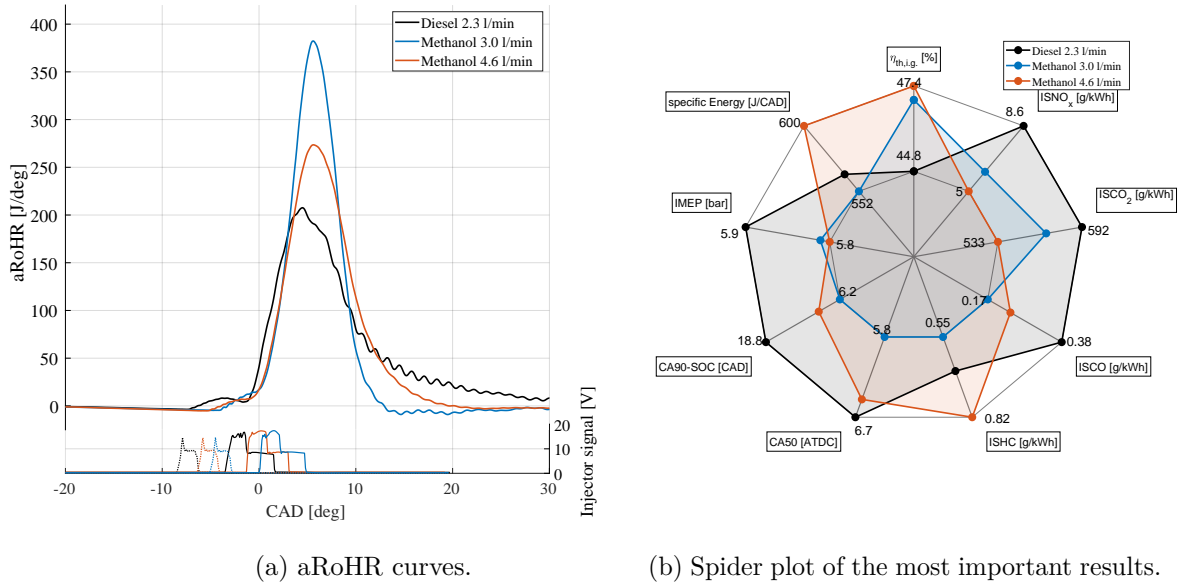 400
350
300
250
200
150
100
50
0
aRoHR [J/deg]
Diesel 2.3 l/min
Methanol 3.0 l/min
Methanol 4.6 l/min
20
10
0
Injector signal [V]
-20
-10
0
10
20
30
CAD [deg]
(a) aRoHR curves.
Diesel 2.3 l/min
Methanol 3.0 l/min
Methanol 4.6 l/min
η_th,i.g. [%]
47.4
44.8
ISNO_x [g/kWh]
8.6
5
ISCO_2 [g/kWh]
592
533
ISCO [g/kWh]
0.38
0.17
ISHC [g/kWh]
0.82
0.55
CA50 [ATDC]
6.7
5.8
CA90-SOC [CAD]
18.8
6.2
IMEP [bar]
5.9
5.8
specific Energy [J/CAD]
600
552
(b) Spider plot of the most important results.